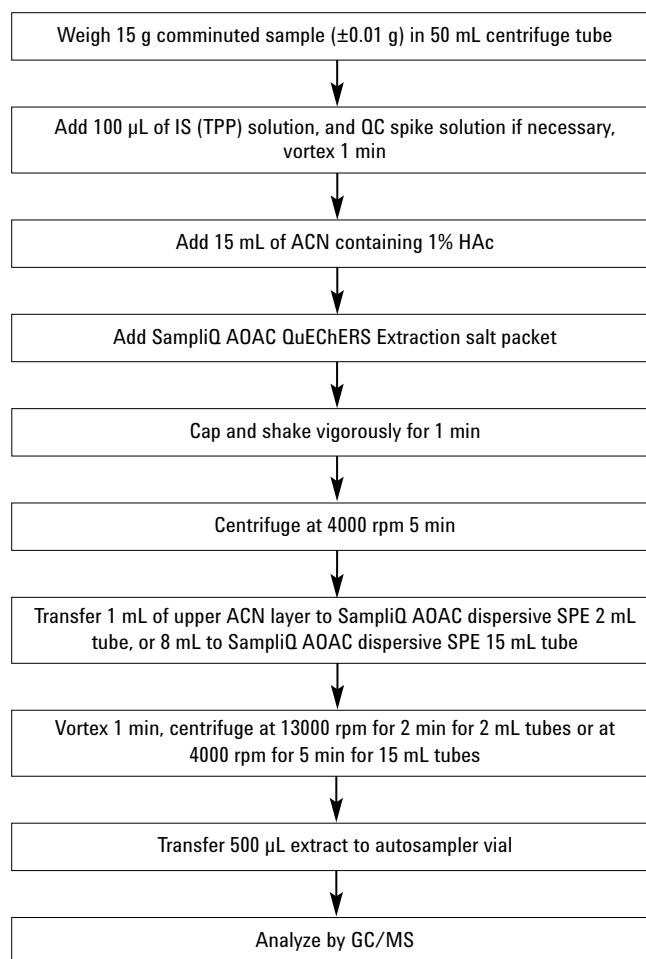 Weigh 15 g comminuted sample (±0.01 g) in 50 mL centrifuge tube
Add 100 µL of IS (TPP) solution, and QC spike solution if necessary,
vortex 1 min
Add 15 mL of ACN containing 1% HAc
Add SampliQ AOAC QuEChERS Extraction salt packet
Cap and shake vigorously for 1 min
Centrifuge at 4000 rpm 5 min
Transfer 1 mL of upper ACN layer to SampliQ AOAC dispersive SPE 2 mL
tube, or 8 mL to SampliQ AOAC dispersive SPE 15 mL tube
Vortex 1 min, centrifuge at 13000 rpm for 2 min for 2 mL tubes or at
4000 rpm for 5 min for 15 mL tubes
Transfer 500 µL extract to autosampler vial
Analyze by GC/MS